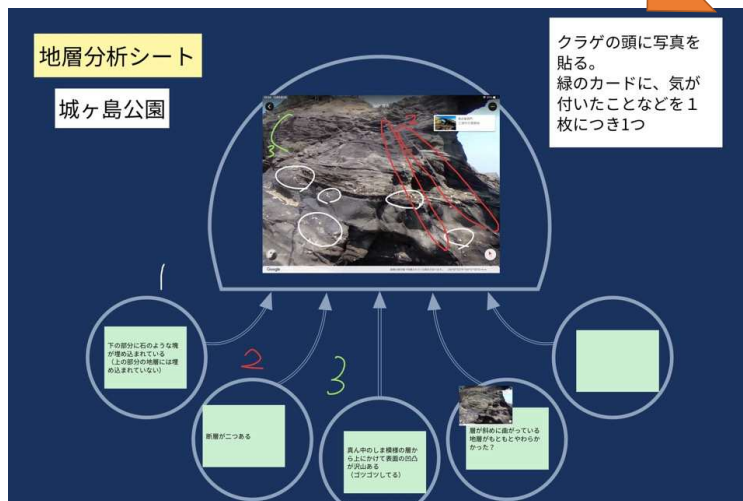 地層分析シート
城ヶ島公園
クラゲの頭に写真を
貼る。
緑のカードに、気が
付いたことなどを１
枚につき1つ
3
2
Google
1
下の部分に石のような塊
が埋め込まれている
（上の部分の地層には埋
め込まれていない）
2
断層が二つある
3
真ん中のしま模様の層か
ら上にかけて表面の凹凸
が沢山ある
（ゴツゴツしてる）
層が斜めに曲がっている
地層がもともとやわらか
かった？